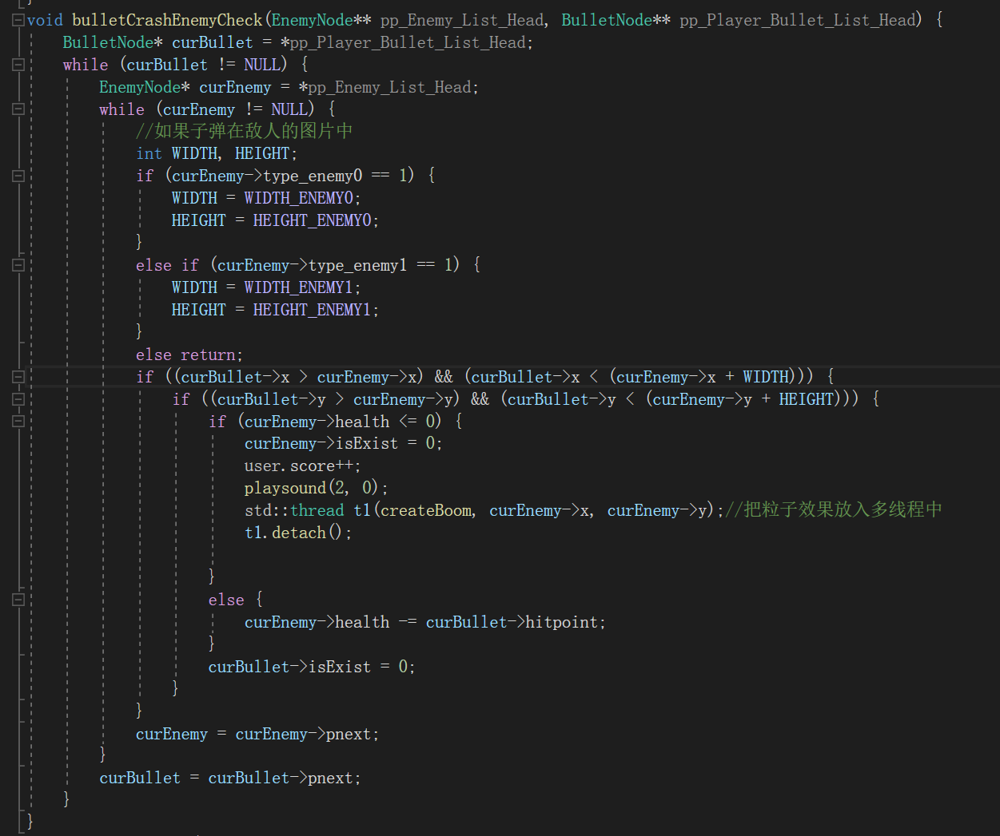 void bulletCrashEnemyCheck(EnemyNode** pp_Enemy_List_Head, BulletNode** pp_Player_Bullet_List_Head) {
BulletNode* curBullet = *pp_Player_Bullet_List_Head;
while (curBullet != NULL) {
EnemyNode* curEnemy = *pp_Enemy_List_Head;
while (curEnemy != NULL) {
//如果子弹在敌人的图片中
int WIDTH, HEIGHT;
if (curEnemy->type_enemy0 == 1) {
WIDTH = WIDTH_ENEMY0;
HEIGHT = HEIGHT_ENEMY0;
}
else if (curEnemy->type_enemy1 == 1) {
WIDTH = WIDTH_ENEMY1;
HEIGHT = HEIGHT_ENEMY1;
}
else return;
if ((curBullet->x > curEnemy->x) && (curBullet->x < (curEnemy->x + WIDTH))) {
if ((curBullet->y > curEnemy->y) && (curBullet->y < (curEnemy->y + HEIGHT))) {
if (curEnemy->health <= 0) {
curEnemy->isExist = 0;
user.score++;
playsound(2, 0);
std::thread t1(createBoom, curEnemy->x, curEnemy->y);//把粒子效果放入多线程中
t1.detach();
}
else {
curEnemy->health -= curBullet->hitpoint;
}
curBullet->isExist = 0;
}
}
curEnemy = curEnemy->pnext;
}
curBullet = curBullet->pnext;
}
}